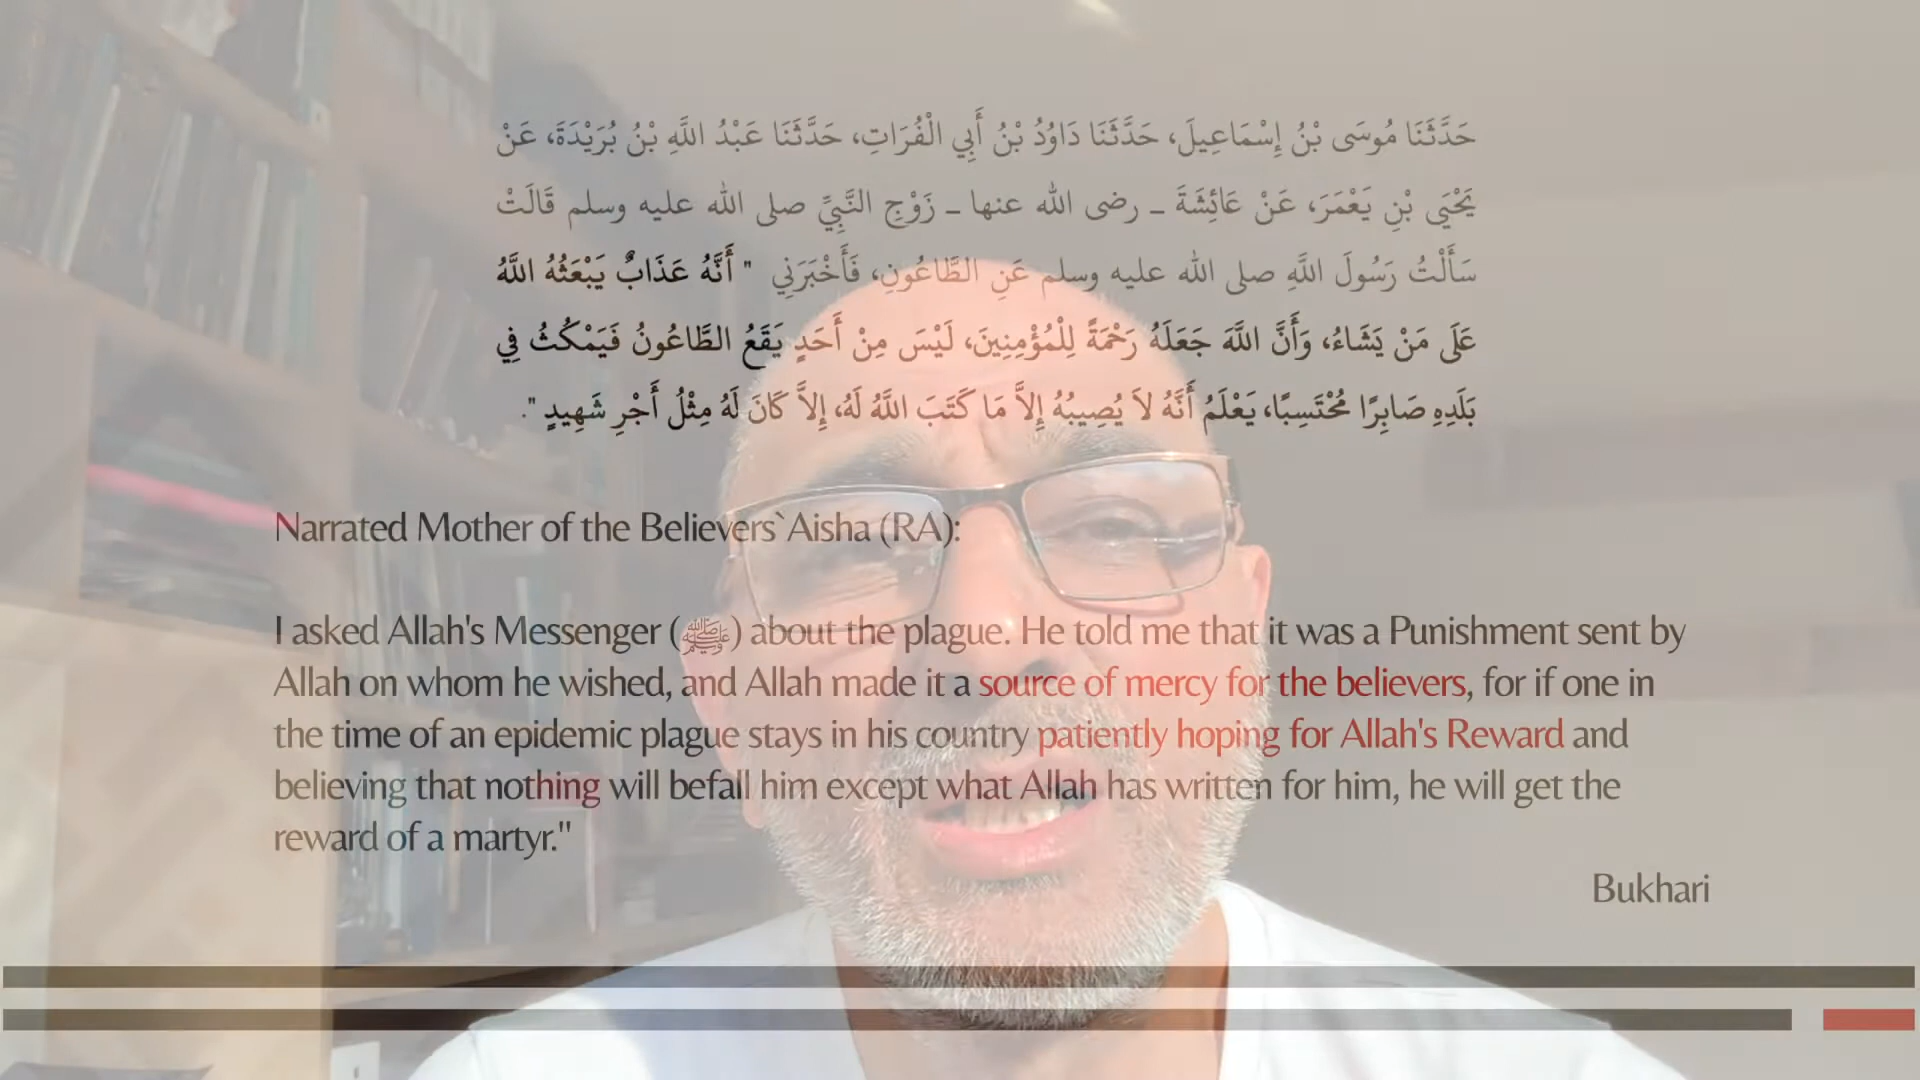 حَدَّثَنَا مُوسَى بْنُ إِسْمَاعِيلَ، حَدَّثَنَا دَاوُدُ بْنُ أَبِي الْفُرَاتِ، حَدَّثَنَا عَبْدُ اللَّهِ بْنُ بُرَيْدَةَ، عَنْ
يَحْيَى بْنِ يَعْمَرَ، عَنْ عَائِشَةَ ـ رضى الله عنها ـ زَوْجِ النَّبِيِّ صلى الله عليه وسلم قَالَتْ
سَأَلْتُ رَسُولَ اللَّهِ صلى الله عليه وسلم عَنِ الطَّاعُونِ، فَأَخْبَرَنِي " أَنَّهُ عَذَابٌ يَبْعَثُهُ اللَّهُ
عَلَى مَنْ يَشَاءُ، وَأَنَّ اللَّهَ جَعَلَهُ رَحْمَةً لِلْمُؤْمِنِينَ، لَيْسَ مِنْ أَحَدٍ يَقَعُ الطَّاعُونُ فَيَمْكُثُ فِي
بَلَدِهِ صَابِرًا مُحْتَسِبًا، يَعْلَمُ أَنَّهُ لاَ يُصِيبُهُ إِلاَّ مَا كَتَبَ اللَّهُ لَهُ، إِلاَّ كَانَ لَهُ مِثْلُ أَجْرِ شَهِيدٍ ".
Narrated Mother of the Believers`Aisha (RA):
I asked Allah's Messenger (ﷺ) about the plague. He told me that it was a Punishment sent by
Allah on whom he wished, and Allah made it a source of mercy for the believers, for if one in
the time of an epidemic plague stays in his country patiently hoping for Allah's Reward and
believing that nothing will befall him except what Allah has written for him, he will get the
reward of a martyr."
Bukhari